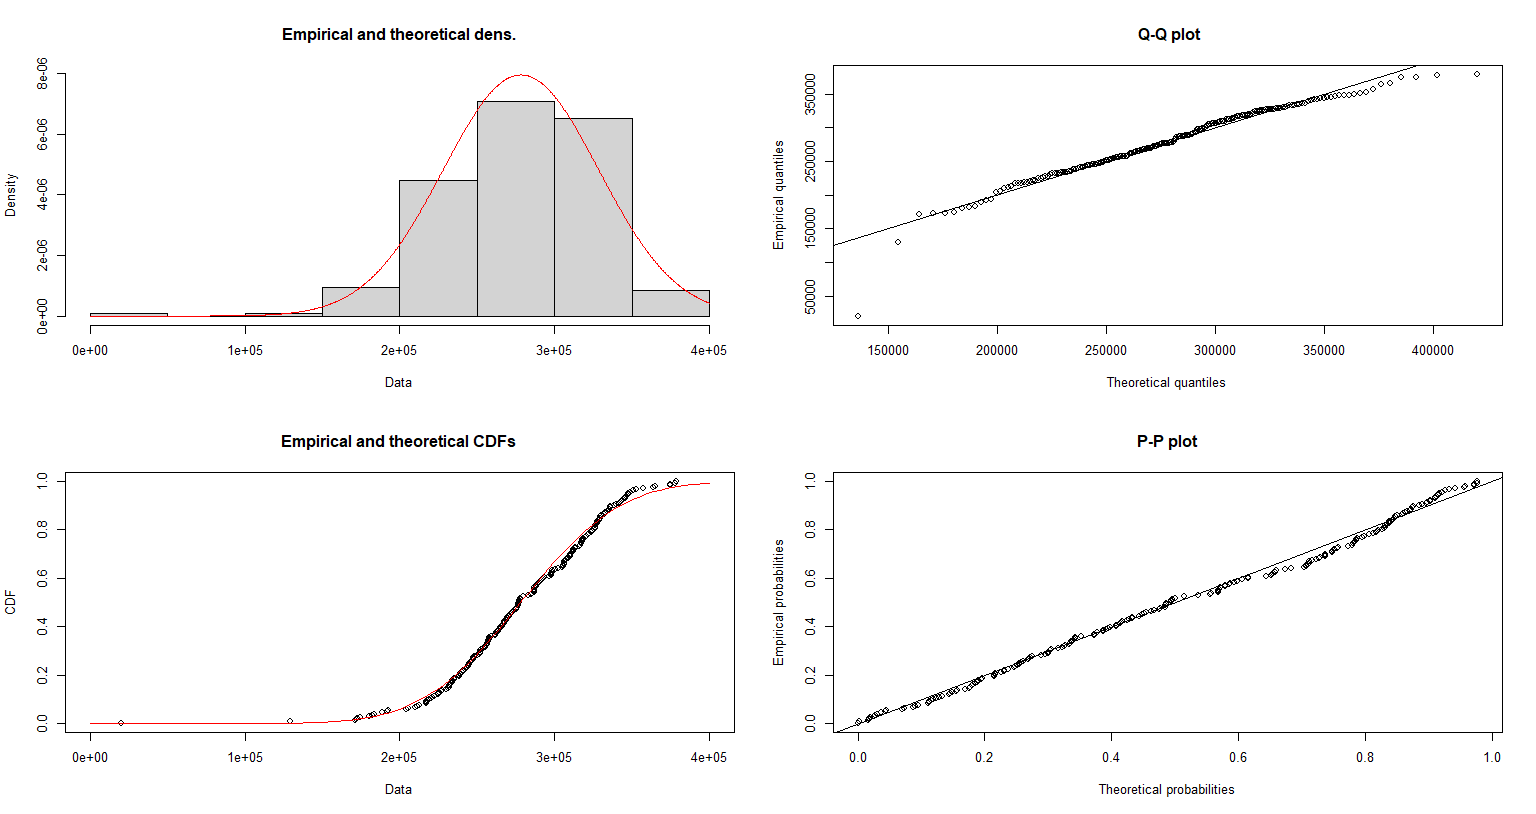 Empirical and theoretical dens.
Density
0e+00 2e-06 4e-06 6e-06 8e-06
0e+00 1e+05 2e+05 3e+05 4e+05
Data
Q-Q plot
Empirical quantiles
50000 150000 250000 350000
150000 200000 250000 300000 350000 400000
Theoretical quantiles
Empirical and theoretical CDFs
CDF
0.0 0.2 0.4 0.6 0.8 1.0
0e+00 1e+05 2e+05 3e+05 4e+05
Data
P-P plot
Empirical probabilities
0.0 0.2 0.4 0.6 0.8 1.0
0.0 0.2 0.4 0.6 0.8 1.0
Theoretical probabilities